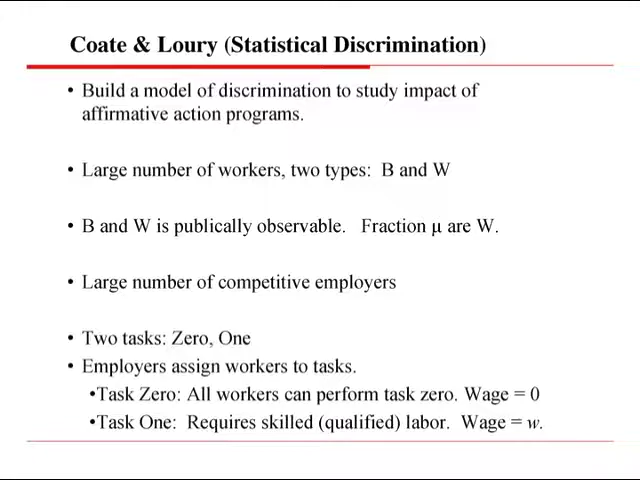 Coate & Loury (Statistical Discrimination)
• Build a model of discrimination to study impact of
affirmative action programs.
• Large number of workers, two types: B and W
• B and W is publically observable. Fraction μ are W.
• Large number of competitive employers
• Two tasks: Zero, One
• Employers assign workers to tasks.
•Task Zero: All workers can perform task zero. Wage = 0
•Task One: Requires skilled (qualified) labor. Wage = w.